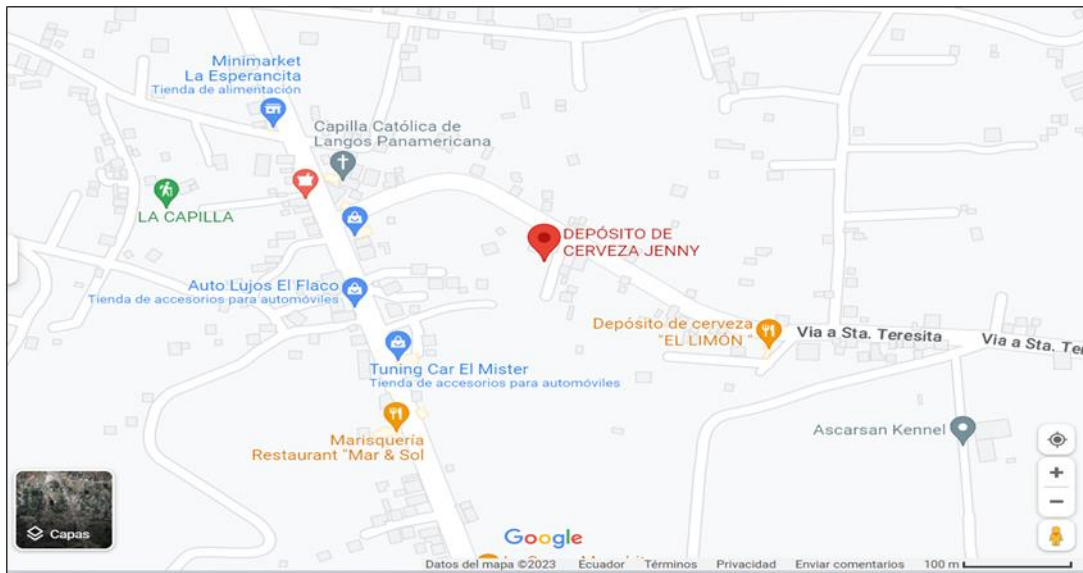 Minimarket
La Esperancita
Tienda de alimentación
Capilla Católica de
Langos Panamericana
LA CAPILLA
DEPÓSITO DE
CERVEZA JENNY
Auto Lujos El Flaco
Tienda de accesorios para automóviles
Depósito de cerveza
"EL LIMÓN "
Via a Sta. Teresita
Via a Sta. Te
Tuning Car El Mister
Tienda de accesorios para automóviles
Marisquería
Restaurant "Mar & Sol
Ascarsan Kennel
Capas
Google
Datos del mapa ©2023 Ecuador Términos Privacidad Enviar comentarios 100 m